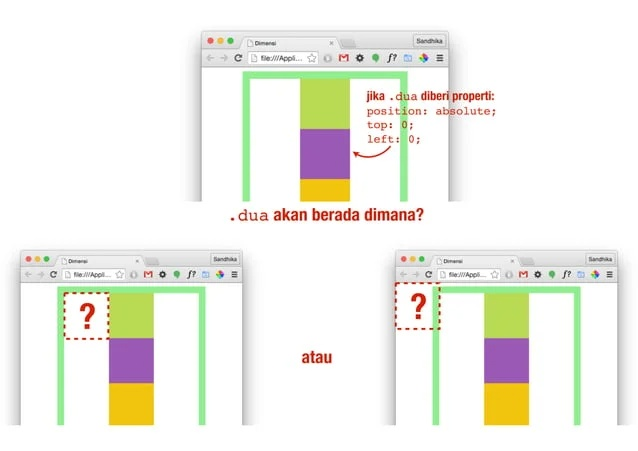 Dimensi
Sandhika
file:///Appli...
f?
jika .dua diberi properti:
position: absolute;
top: 0;
left: 0;
.dua akan berada dimana?
Dimensi
Sandhika
file:///Appli...
f?
?
atau
Dimensi
Sandhika
file:///Appli...
f?
?